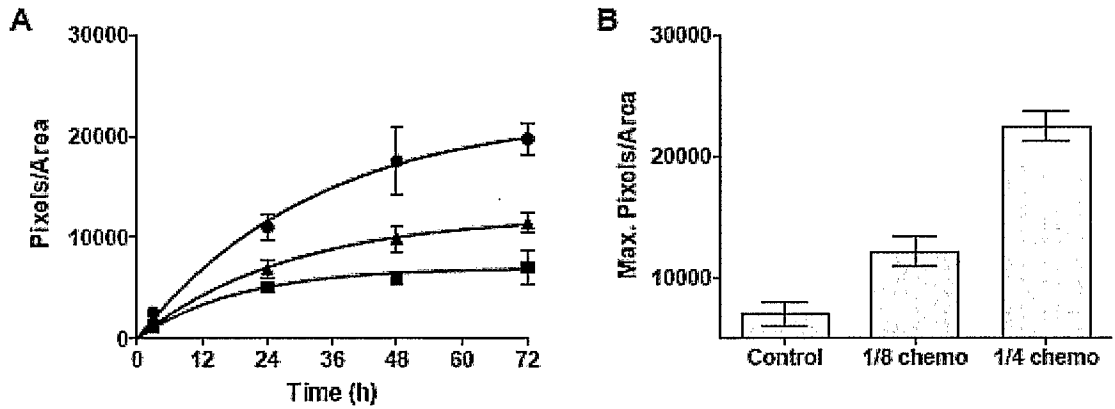 A
30000
20000
10000
0
Pixels/Area
0 12 24 36 48 60 72
Time (h)
B
30000
20000
10000
Max. Pixels/Area
Control 1/8 chemo 1/4 chemo